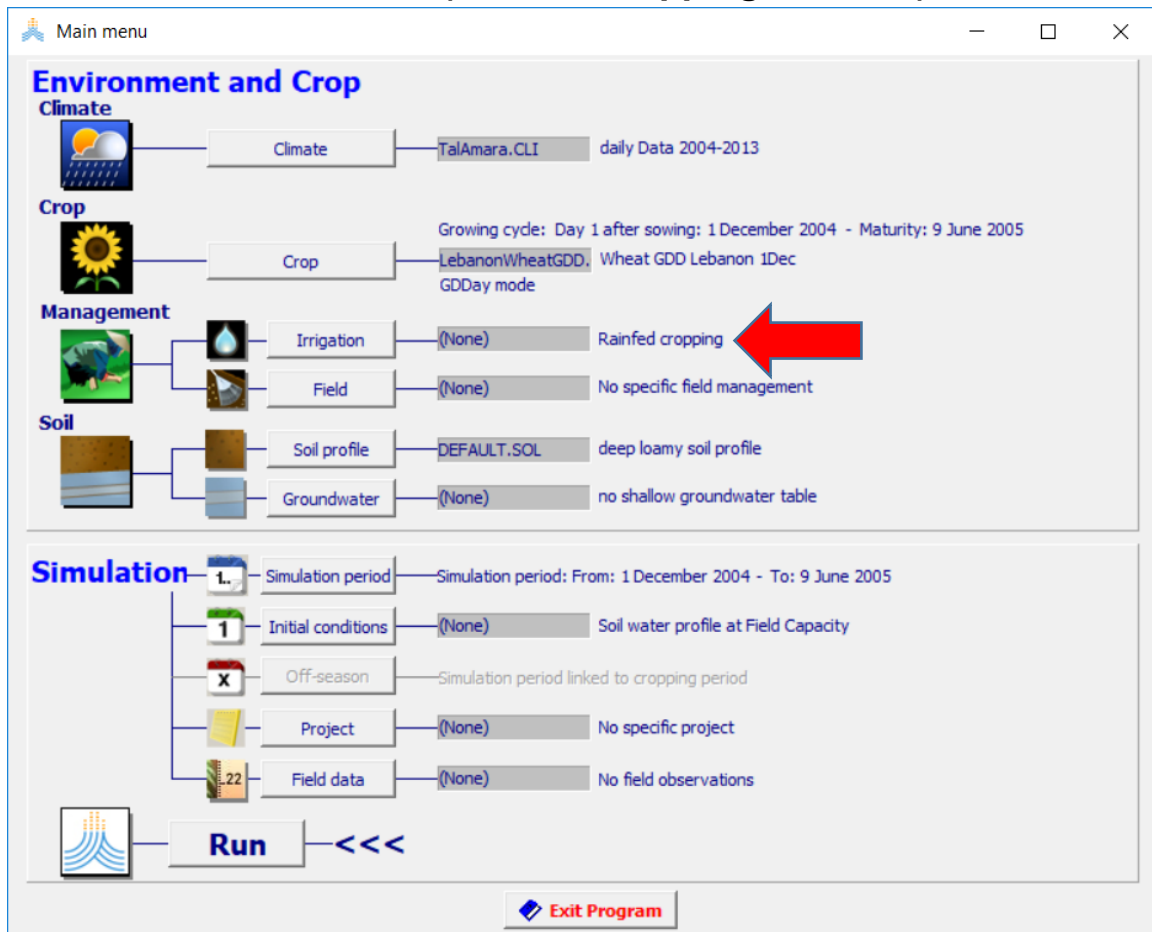 Main menu
Environment and Crop
Climate
Climate
TalAmara.CLI
daily Data 2004-2013
Crop
Growing cycle: Day 1 after sowing: 1 December 2004 - Maturity: 9 June 2005
Crop
LebanonWheatGDD.
Wheat GDD Lebanon 1Dec
GDDay mode
Management
Irrigation
(None)
Rainfed cropping
Field
(None)
No specific field management
Soil
Soil profile
DEFAULT.SOL
deep loamy soil profile
Groundwater
(None)
no shallow groundwater table
Simulation
1..
Simulation period
Simulation period: From: 1 December 2004 - To: 9 June 2005
1
Initial conditions
(None)
Soil water profile at Field Capacity
X
Off-season
Simulation period linked to cropping period
Project
(None)
No specific project
22
Field data
(None)
No field observations
Run
<<<
Exit Program